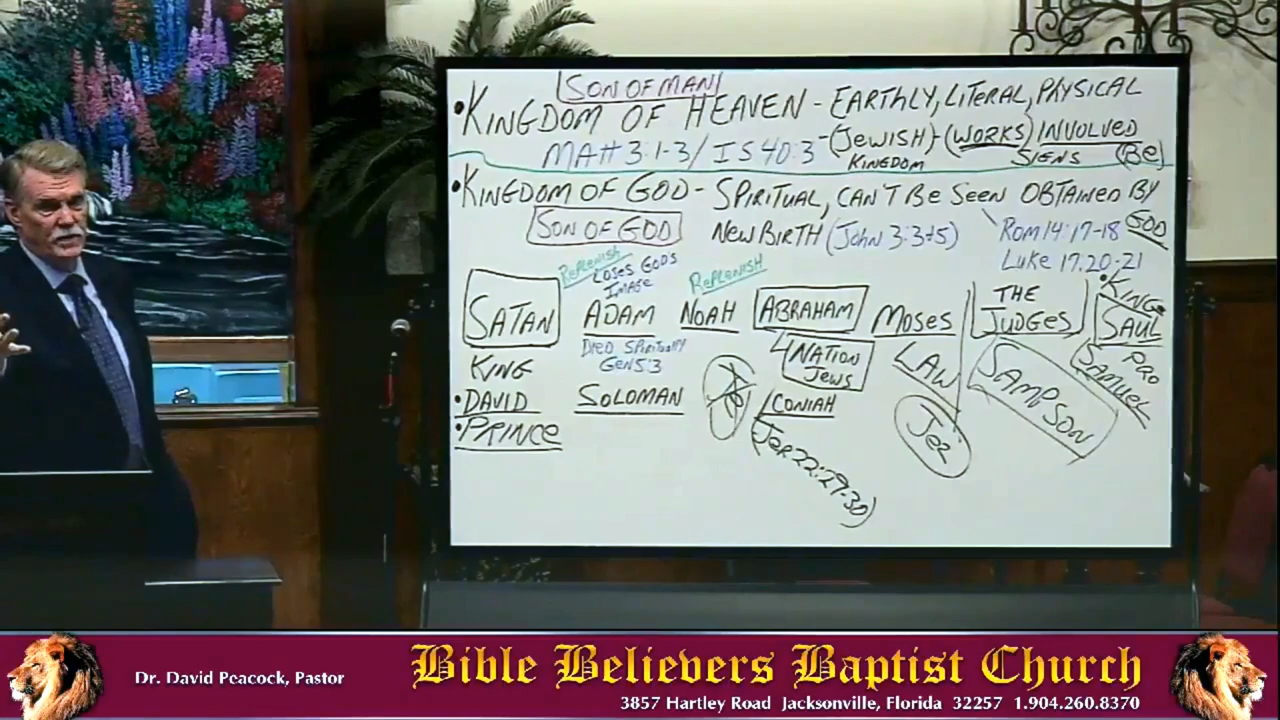 SON OF MAN
• KINGDOM OF HEAVEN - EARTHLY, LITERAL, PHYSICAL
MATT 3:1-3 / IS 40:3 - (JEWISH) - (WORKS) INVOLVED
KINGDOM SIGNS (BE)
• KINGDOM OF GOD - SPIRITUAL, CAN'T BE SEEN OBTAINED BY
SON OF GOD NEW BIRTH (John 3:3+5) Rom 14:17-18 GOD
Luke 17.20-21
REPLENISH LOSES GODS IMAGE REPLENISH
SATAN ADAM NOAH ABRAHAM MOSES THE JUDGES • KING SAUL
KING DIED SPIRITUALLY Gen 5:3 NATION JEWS LAW SAMPSON PRO SAMUEL
• DAVID SOLOMAN CONIAH Jer
• PRINCE
(Jer 22:29-30)
Dr. David Peacock, Pastor
Bible Believers Baptist Church
3857 Hartley Road Jacksonville, Florida 32257 1.904.260.8370